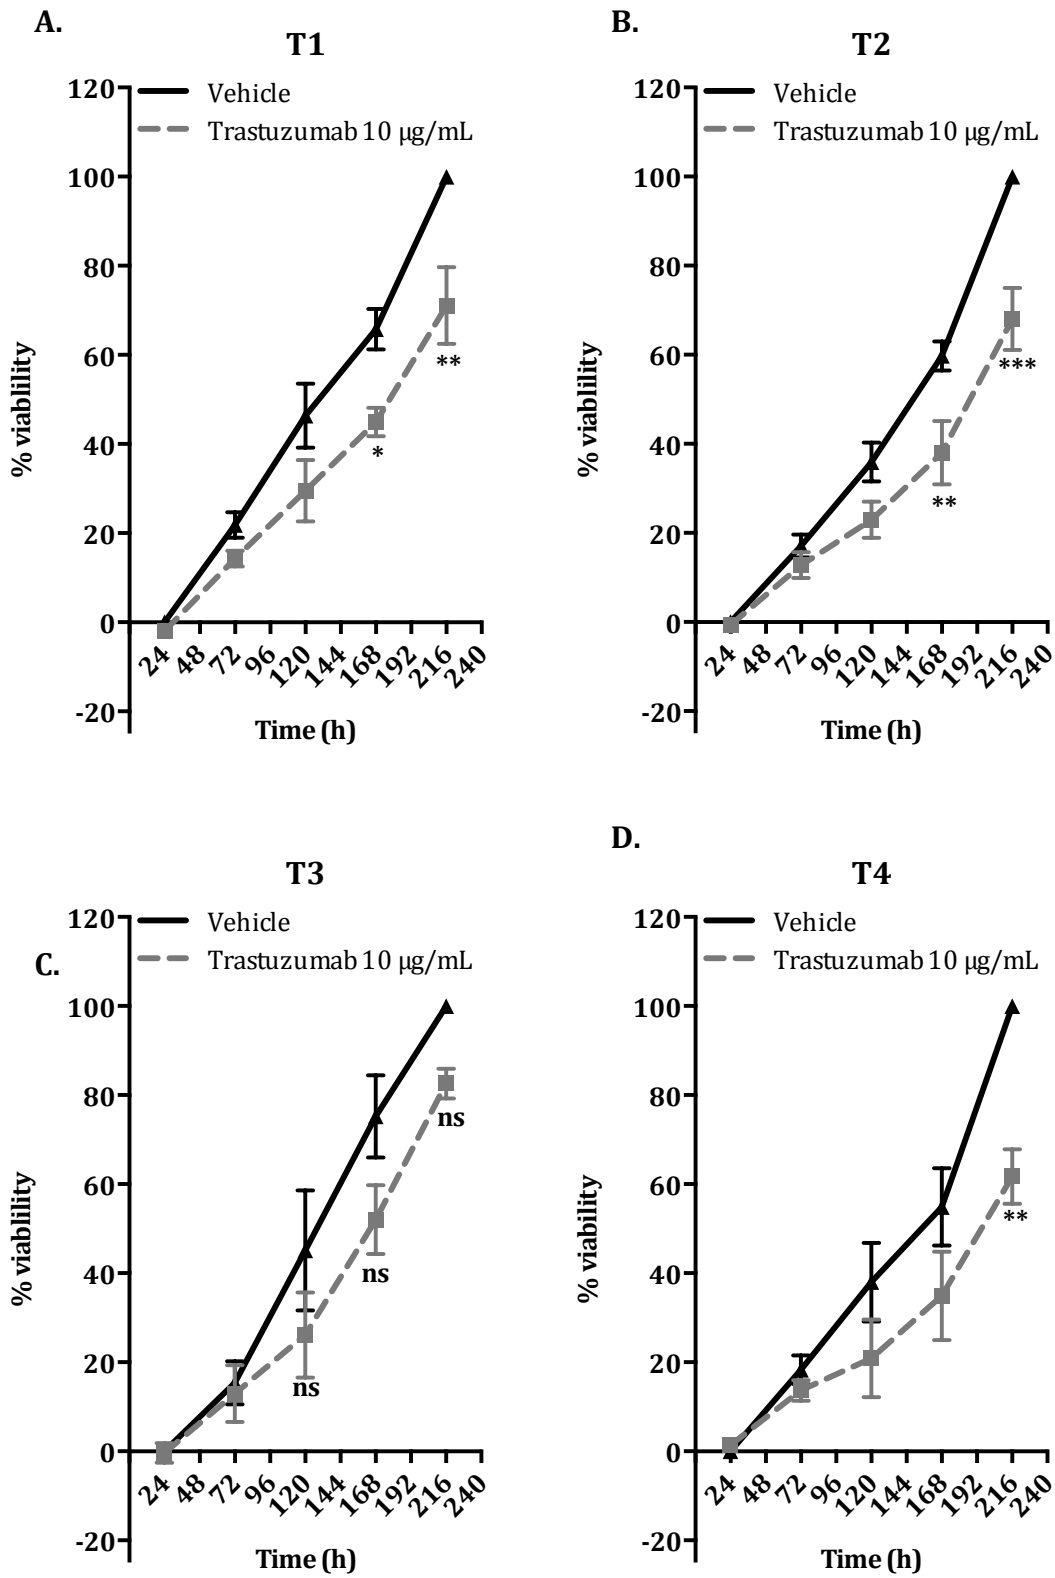 A.
T1
Vehicle
Trastuzumab 10 µg/mL
120
100
80
60
40
20
0
-20
% viablility
*
**
24 48 72 96 120 144 168 192 216 240
Time (h)
B.
T2
Vehicle
Trastuzumab 10 µg/mL
120
100
80
60
40
20
0
-20
% viablility
**
***
24 48 72 96 120 144 168 192 216 240
Time (h)
C.
T3
Vehicle
Trastuzumab 10 µg/mL
120
100
80
60
40
20
0
-20
% viablility
ns
ns
ns
24 48 72 96 120 144 168 192 216 240
Time (h)
D.
T4
Vehicle
Trastuzumab 10 µg/mL
120
100
80
60
40
20
0
-20
% viability
**
24 48 72 96 120 144 168 192 216 240
Time (h)